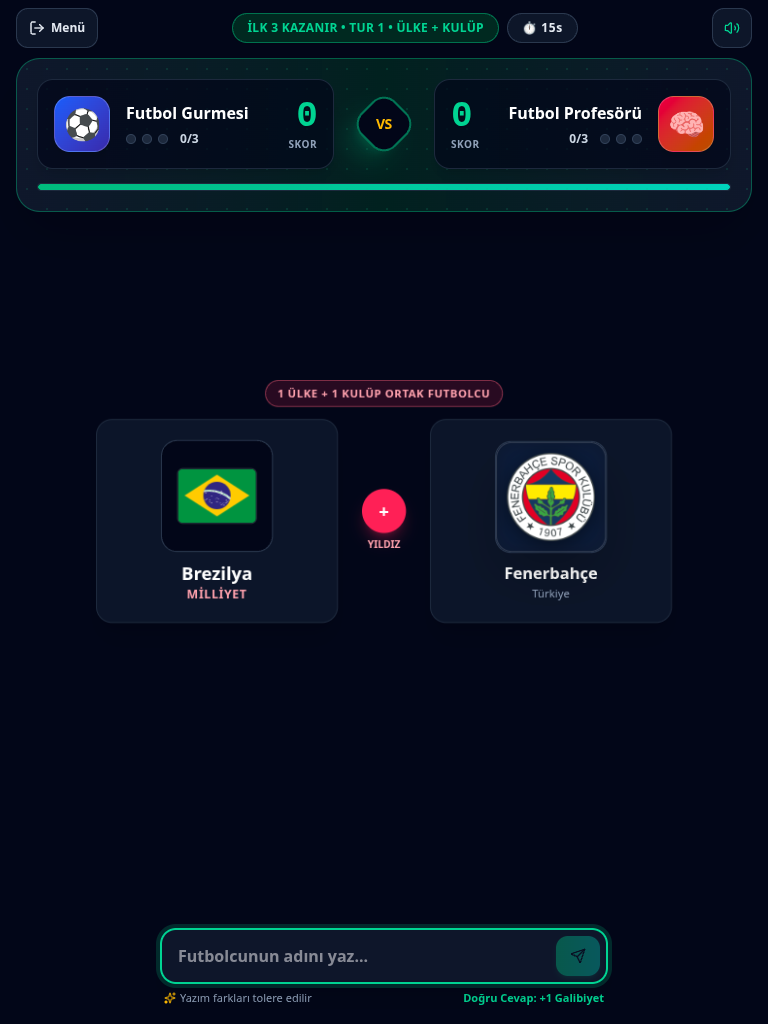 Menü
İLK 3 KAZANIR • TUR 1 • ÜLKE + KULÜP
15s
Futbol Gurmesi
0/3
0
SKOR
VS
0
SKOR
Futbol Profesörü
0/3
1 ÜLKE + 1 KULÜP ORTAK FUTBOLCU
Brezilya
MİLLİYET
+
YILDIZ
FENERBAHÇE SPOR KULÜBÜ
1907
Fenerbahçe
Türkiye
Futbolcunun adını yaz...
Yazım farkları tolere edilir
Doğru Cevap: +1 Galibiyet